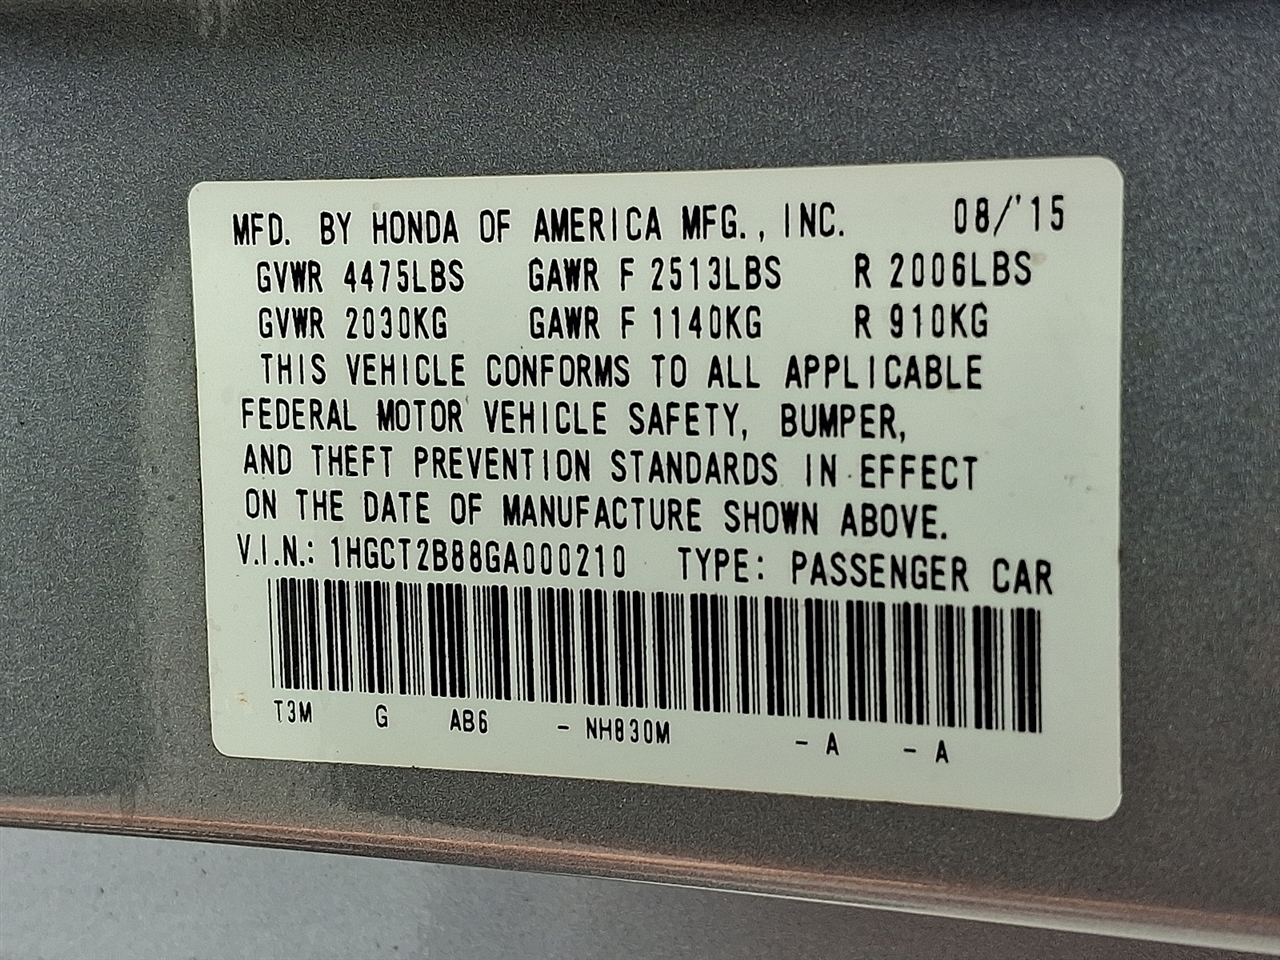 MFD. BY HONDA OF AMERICA MFG., INC. 08/'15
GVWR 4475LBS GAWR F 2513LBS R 2006LBS
GVWR 2030KG GAWR F 1140KG R 910KG
THIS VEHICLE CONFORMS TO ALL APPLICABLE
FEDERAL MOTOR VEHICLE SAFETY, BUMPER,
AND THEFT PREVENTION STANDARDS IN EFFECT
ON THE DATE OF MANUFACTURE SHOWN ABOVE.
V.I.N.: 1HGCT2B88GA000210 TYPE: PASSENGER CAR
T3M G AB6 - NH830M - A - A